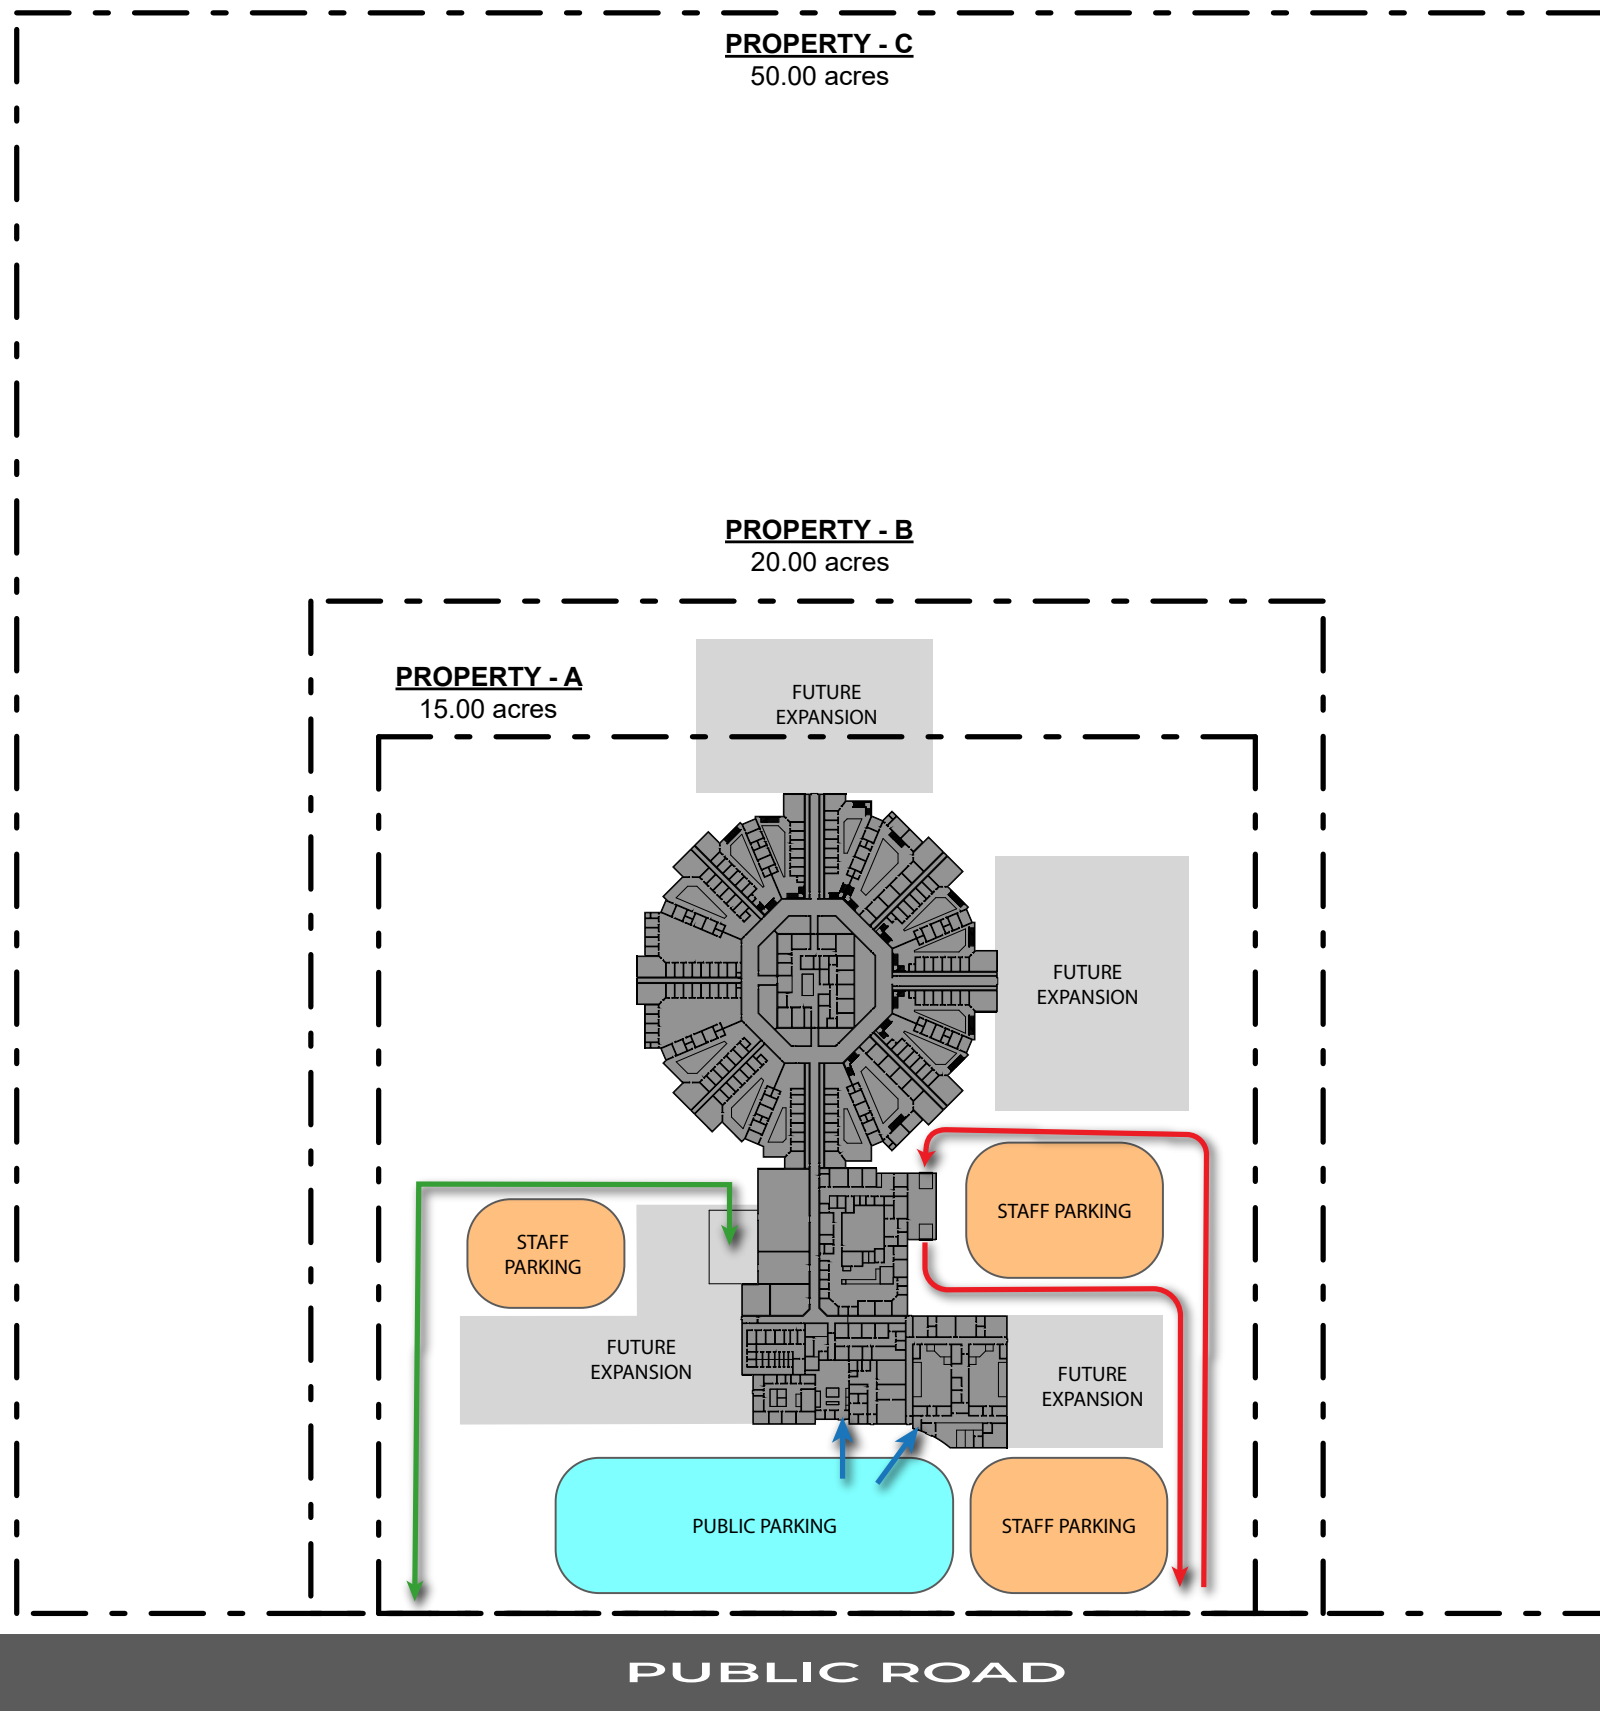 PROPERTY - C
50.00 acres
PROPERTY - B
20.00 acres
PROPERTY - A
15.00 acres
FUTURE
EXPANSION
FUTURE
EXPANSION
STAFF PARKING
STAFF
PARKING
FUTURE
EXPANSION
FUTURE
EXPANSION
PUBLIC PARKING
STAFF PARKING
PUBLIC ROAD